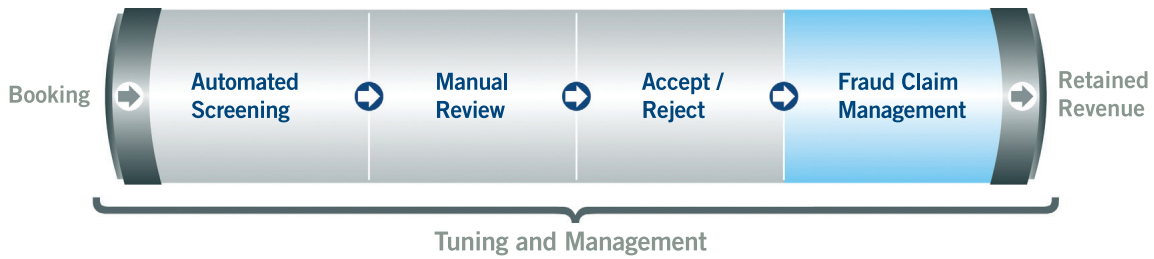 Booking
Automated
Screening
Manual
Review
Accept /
Reject
Fraud Claim
Management
Retained
Revenue
Tuning and Management